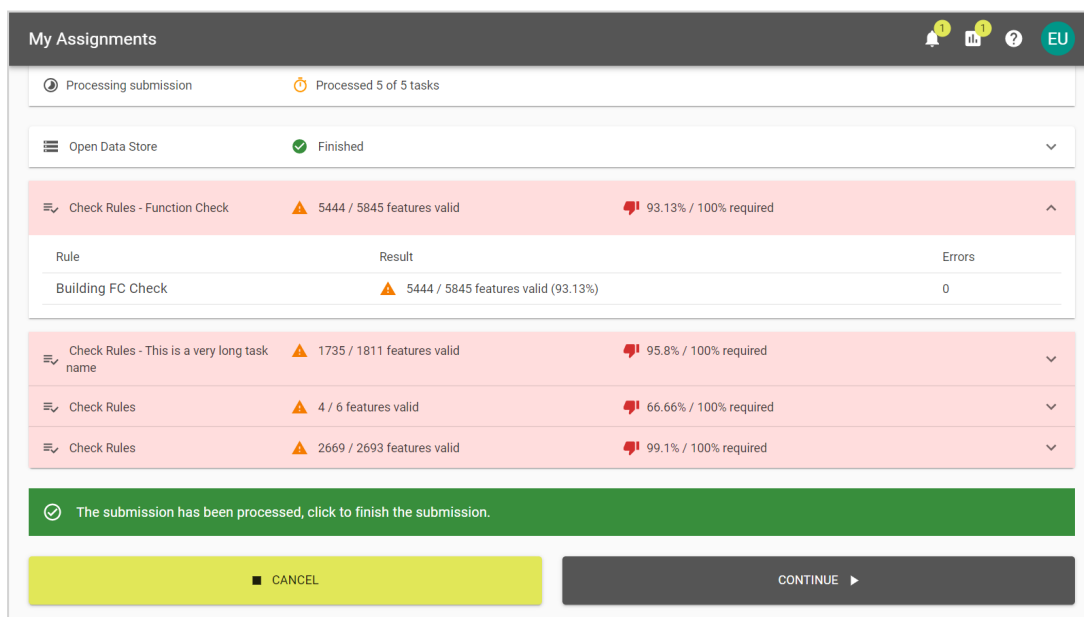 My Assignments 1 1 ? EU
Processing submission Processed 5 of 5 tasks
Open Data Store Finished
Check Rules - Function Check 5444 / 5845 features valid 93.13% / 100% required
Rule Result Errors
Building FC Check 5444 / 5845 features valid (93.13%) 0
Check Rules - This is a very long task 1735 / 1811 features valid 95.8% / 100% required
name
Check Rules 4 / 6 features valid 66.66% / 100% required
Check Rules 2669 / 2693 features valid 99.1% / 100% required
The submission has been processed, click to finish the submission.
CANCEL CONTINUE